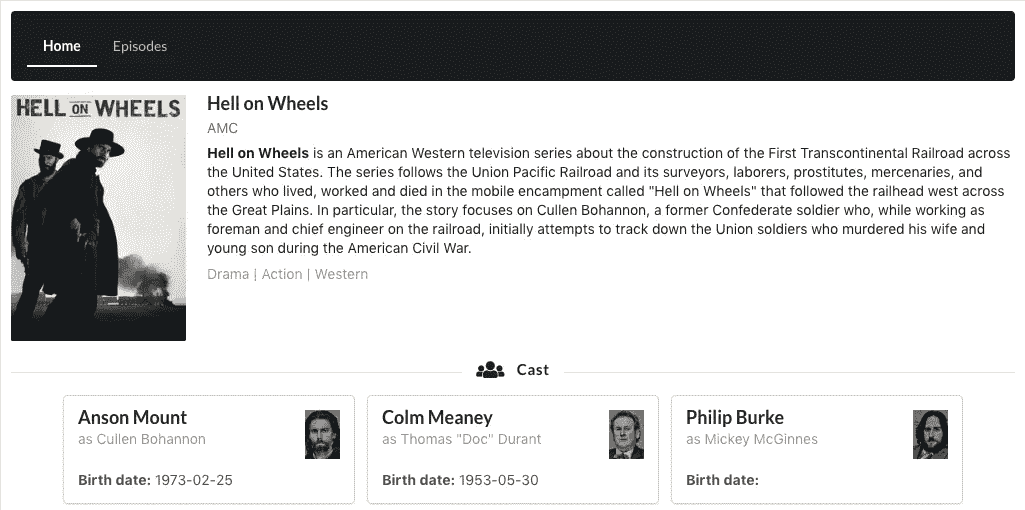 Home Episodes
HELL ON WHEELS
Hell on Wheels
AMC
Hell on Wheels is an American Western television series about the construction of the First Transcontinental Railroad across
the United States. The series follows the Union Pacific Railroad and its surveyors, laborers, prostitutes, mercenaries, and
others who lived, worked and died in the mobile encampment called "Hell on Wheels" that followed the railhead west across
the Great Plains. In particular, the story focuses on Cullen Bohannon, a former Confederate soldier who, while working as
foreman and chief engineer on the railroad, initially attempts to track down the Union soldiers who murdered his wife and
young son during the American Civil War.
Drama | Action | Western
Cast
Anson Mount
as Cullen Bohannon
Birth date: 1973-02-25
Colm Meaney
as Thomas "Doc" Durant
Birth date: 1953-05-30
Philip Burke
as Mickey McGinnes
Birth date: